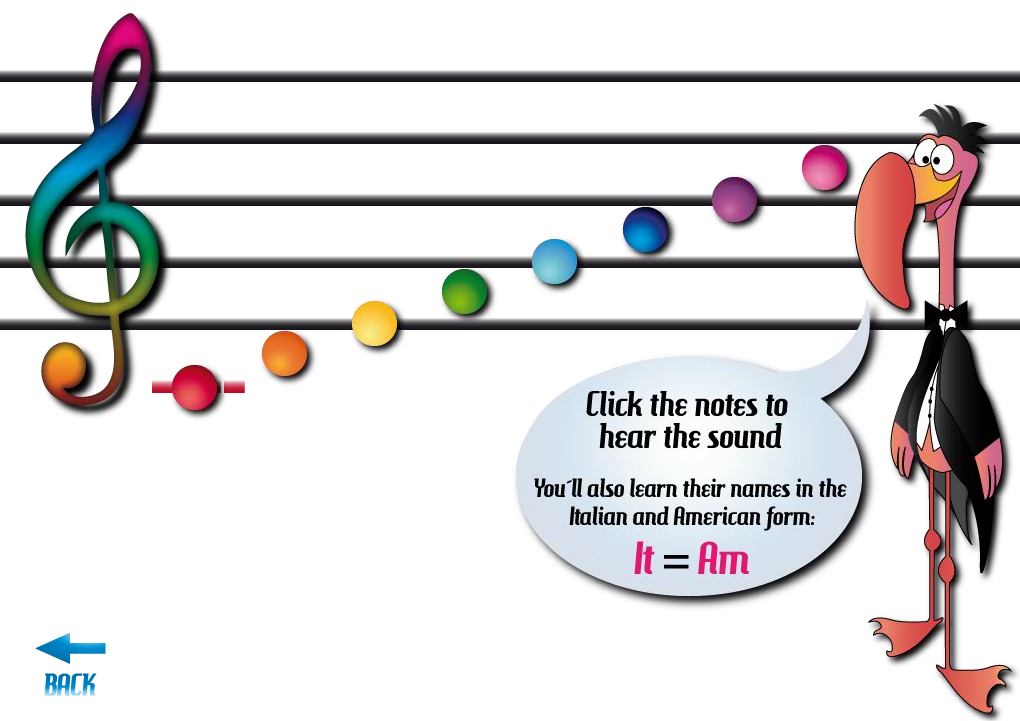 Click the notes to
hear the sound
You´ll also learn their names in the
Italian and American form:
It = Am
BACK